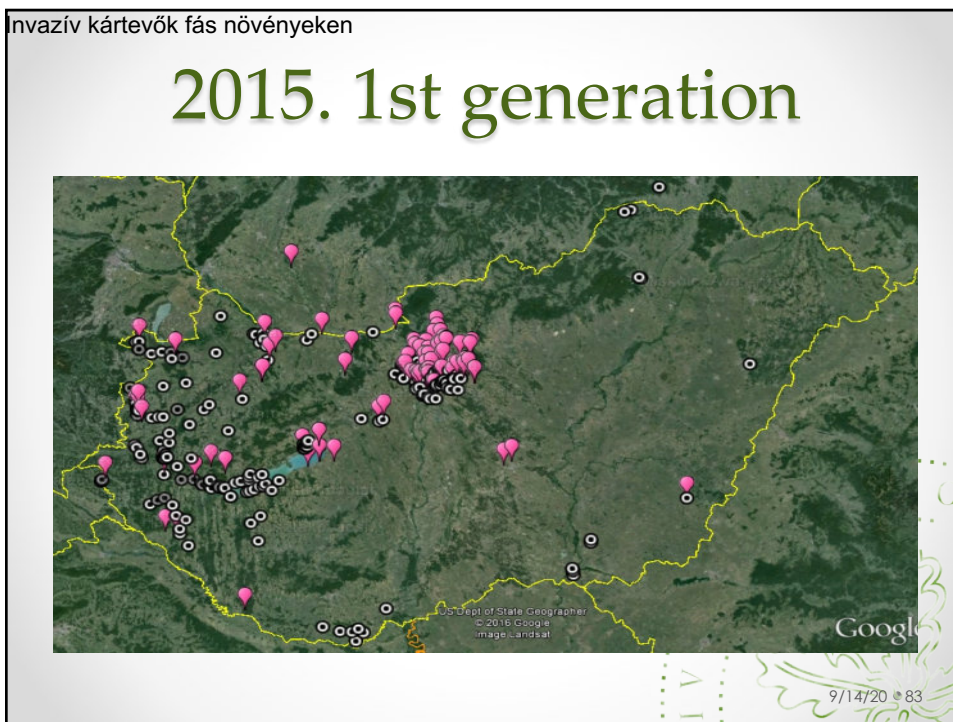 Invazív kártevők fás növényeken
2015. 1st generation
US Dept of State Geographer
© 2016 Google
Image Landsat
Google
9/14/20 83